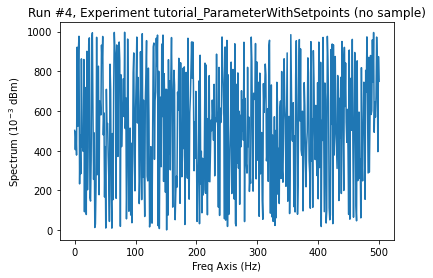 Run #4, Experiment tutorial_ParameterWithSetpoints (no sample)
1000
800
600
400
200
0
Spectrum (10⁻³ dBm)
0 100 200 300 400 500
Freq Axis (Hz)